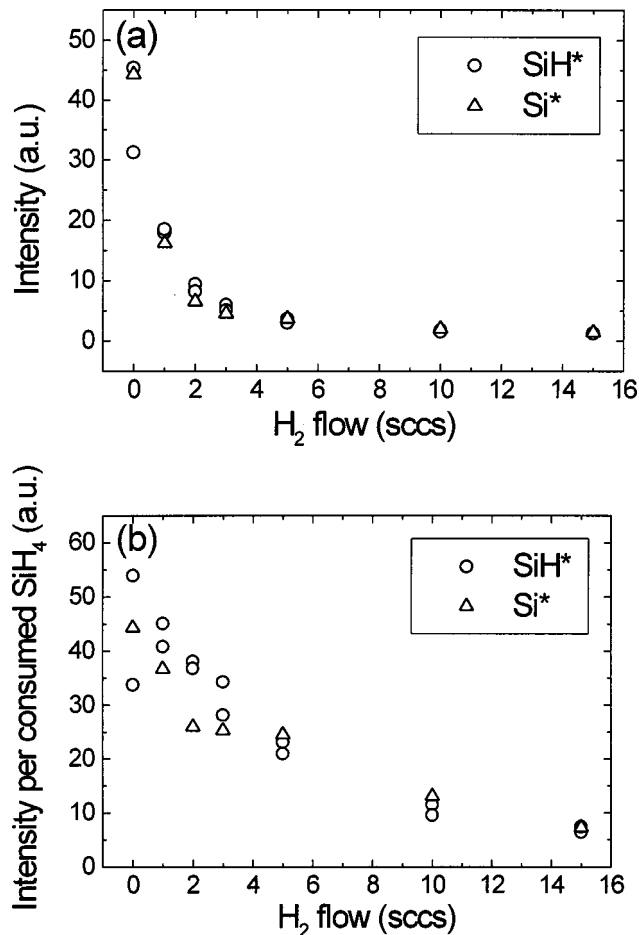 (a)
SiH*
Si*
Intensity (a.u.)
50
40
30
20
10
0
0 2 4 6 8 10 12 14 16
H₂ flow (sccs)
(b)
SiH*
Si*
Intensity per consumed SiH₄ (a.u.)
60
50
40
30
20
10
0
0 2 4 6 8 10 12 14 16
H₂ flow (sccs)